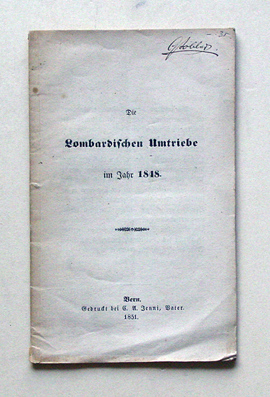 Die
Lombardischen Umtriebe
im Jahr 1848.
Bern.
Gedruckt bei C. A. Jenni, Vater.
1851.